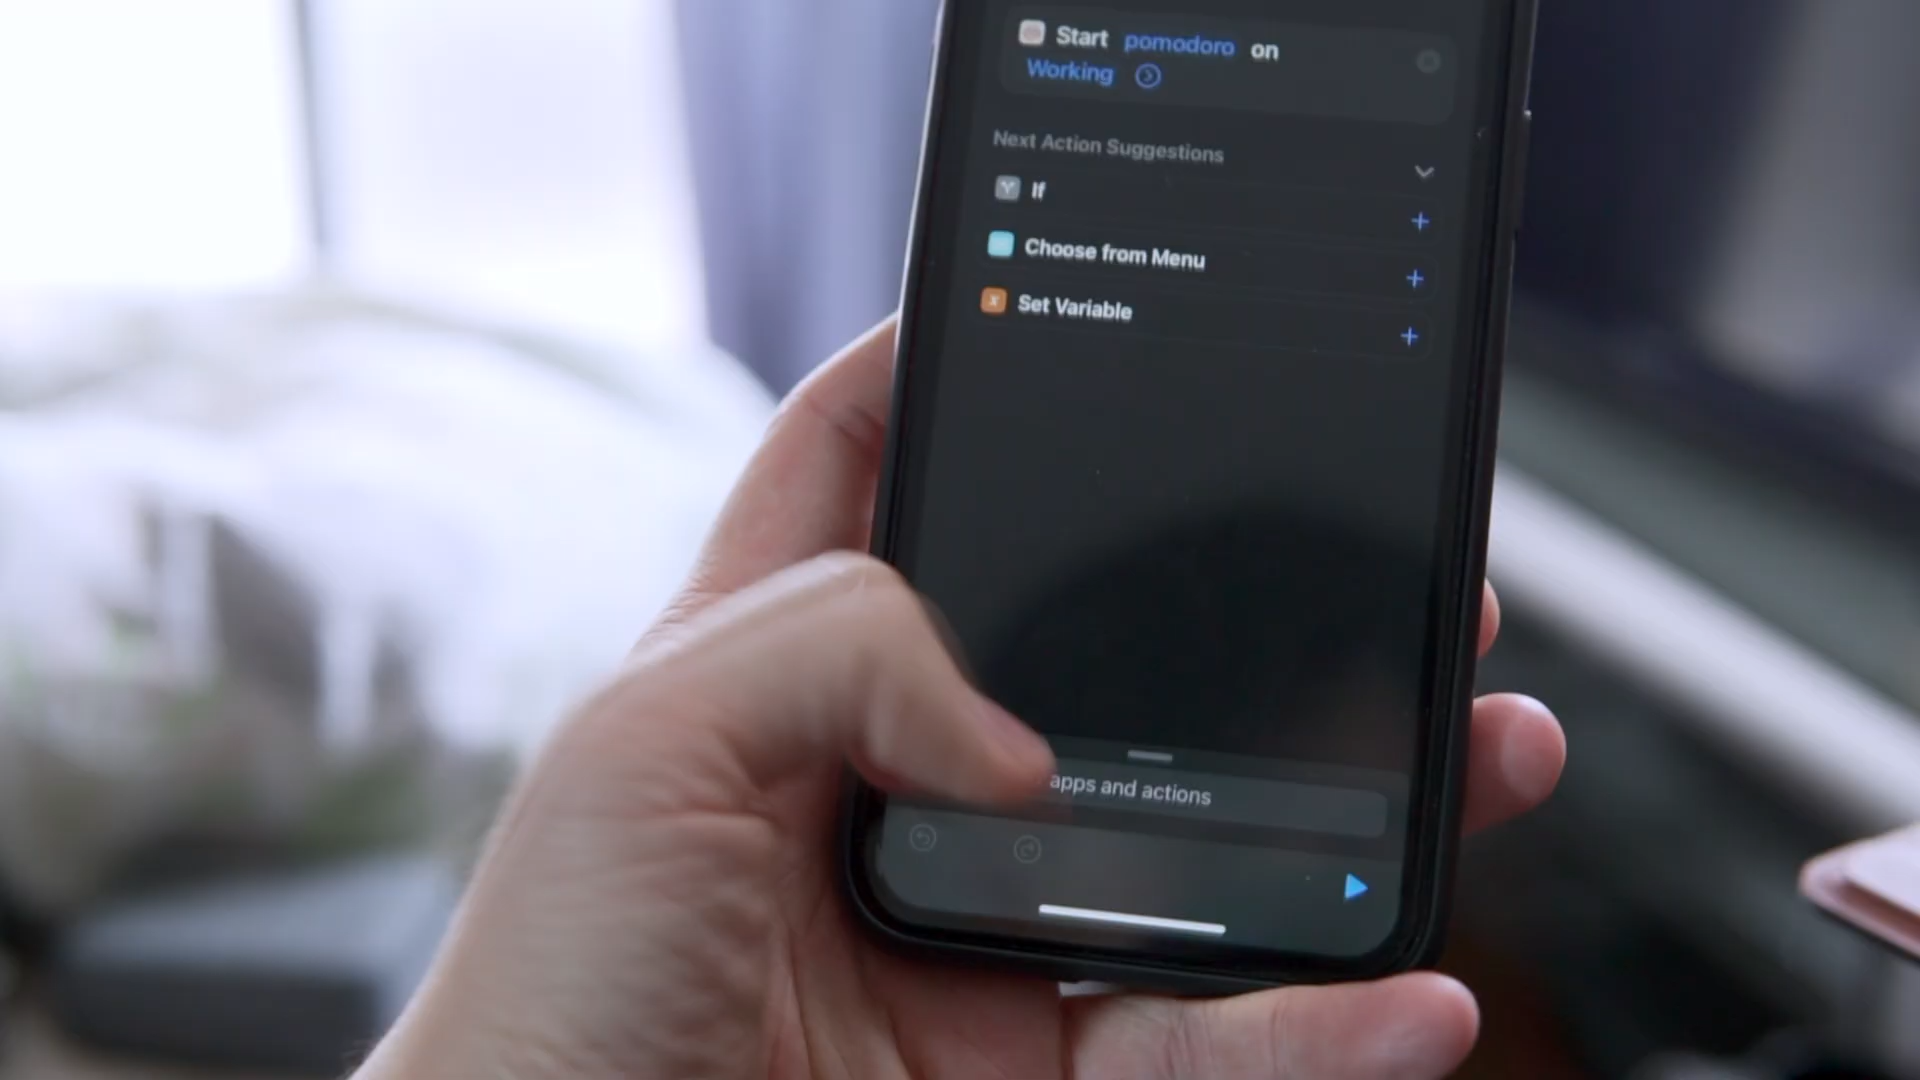 Start pomodoro on
Working
Next Action Suggestions
If
Choose from Menu
Set Variable
apps and actions